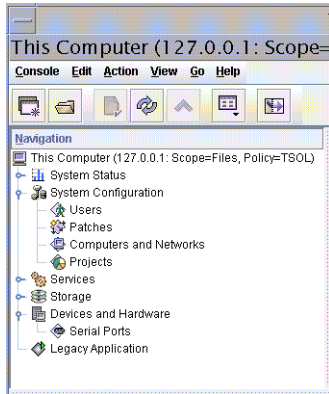 This Computer (127.0.0.1: Scope=
Console Edit Action View Go Help
Navigation
This Computer (127.0.0.1: Scope=Files, Policy=TSOL)
System Status
System Configuration
Users
Patches
Computers and Networks
Projects
Services
Storage
Devices and Hardware
Serial Ports
Legacy Application